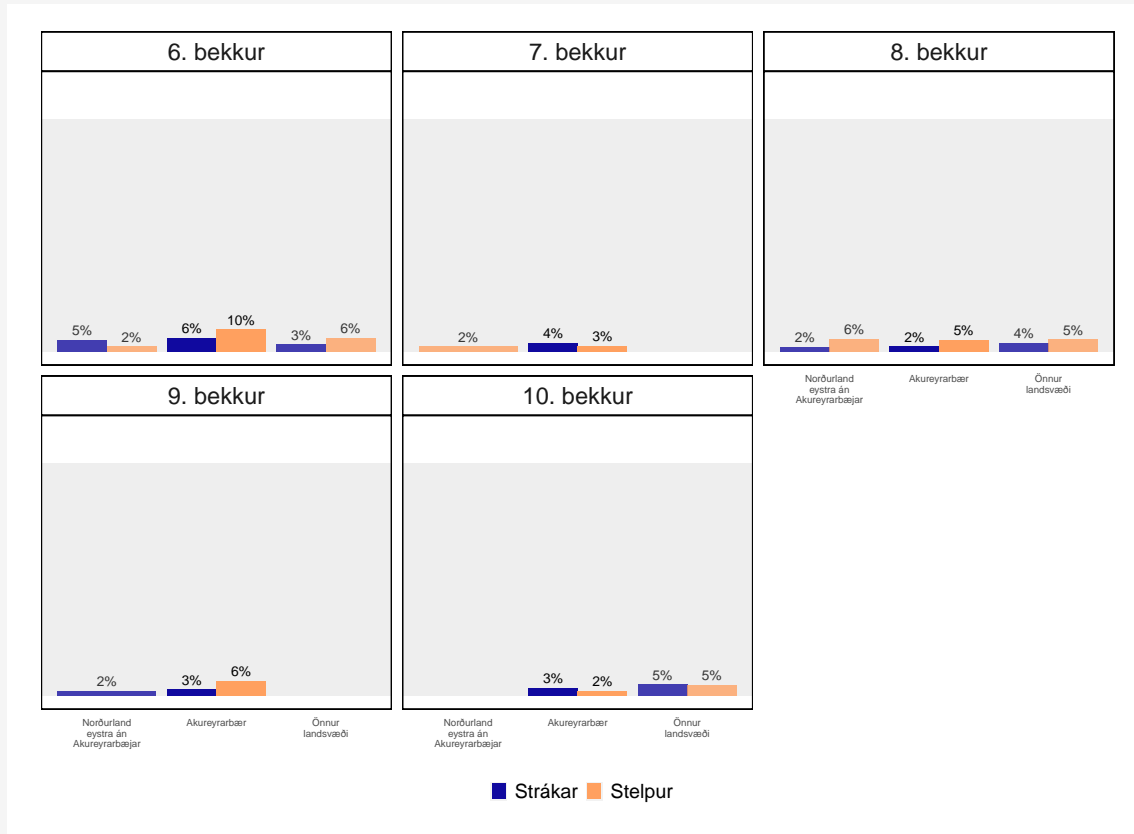 6. bekkur
7. bekkur
8. bekkur
5%
2%
6%
10%
3%
6%
2%
4%
3%
2%
6%
2%
5%
4%
5%
Norðurland
eystra án
Akureyrarbæjar
Akureyrarbær
Önnur
landsvæði
9. bekkur
10. bekkur
2%
3%
6%
3%
2%
5%
5%
Norðurland
eystra án
Akureyrarbæjar
Akureyrarbær
Önnur
landsvæði
Norðurland
eystra án
Akureyrarbæjar
Akureyrarbær
Önnur
landsvæði
Strákar
Stelpur